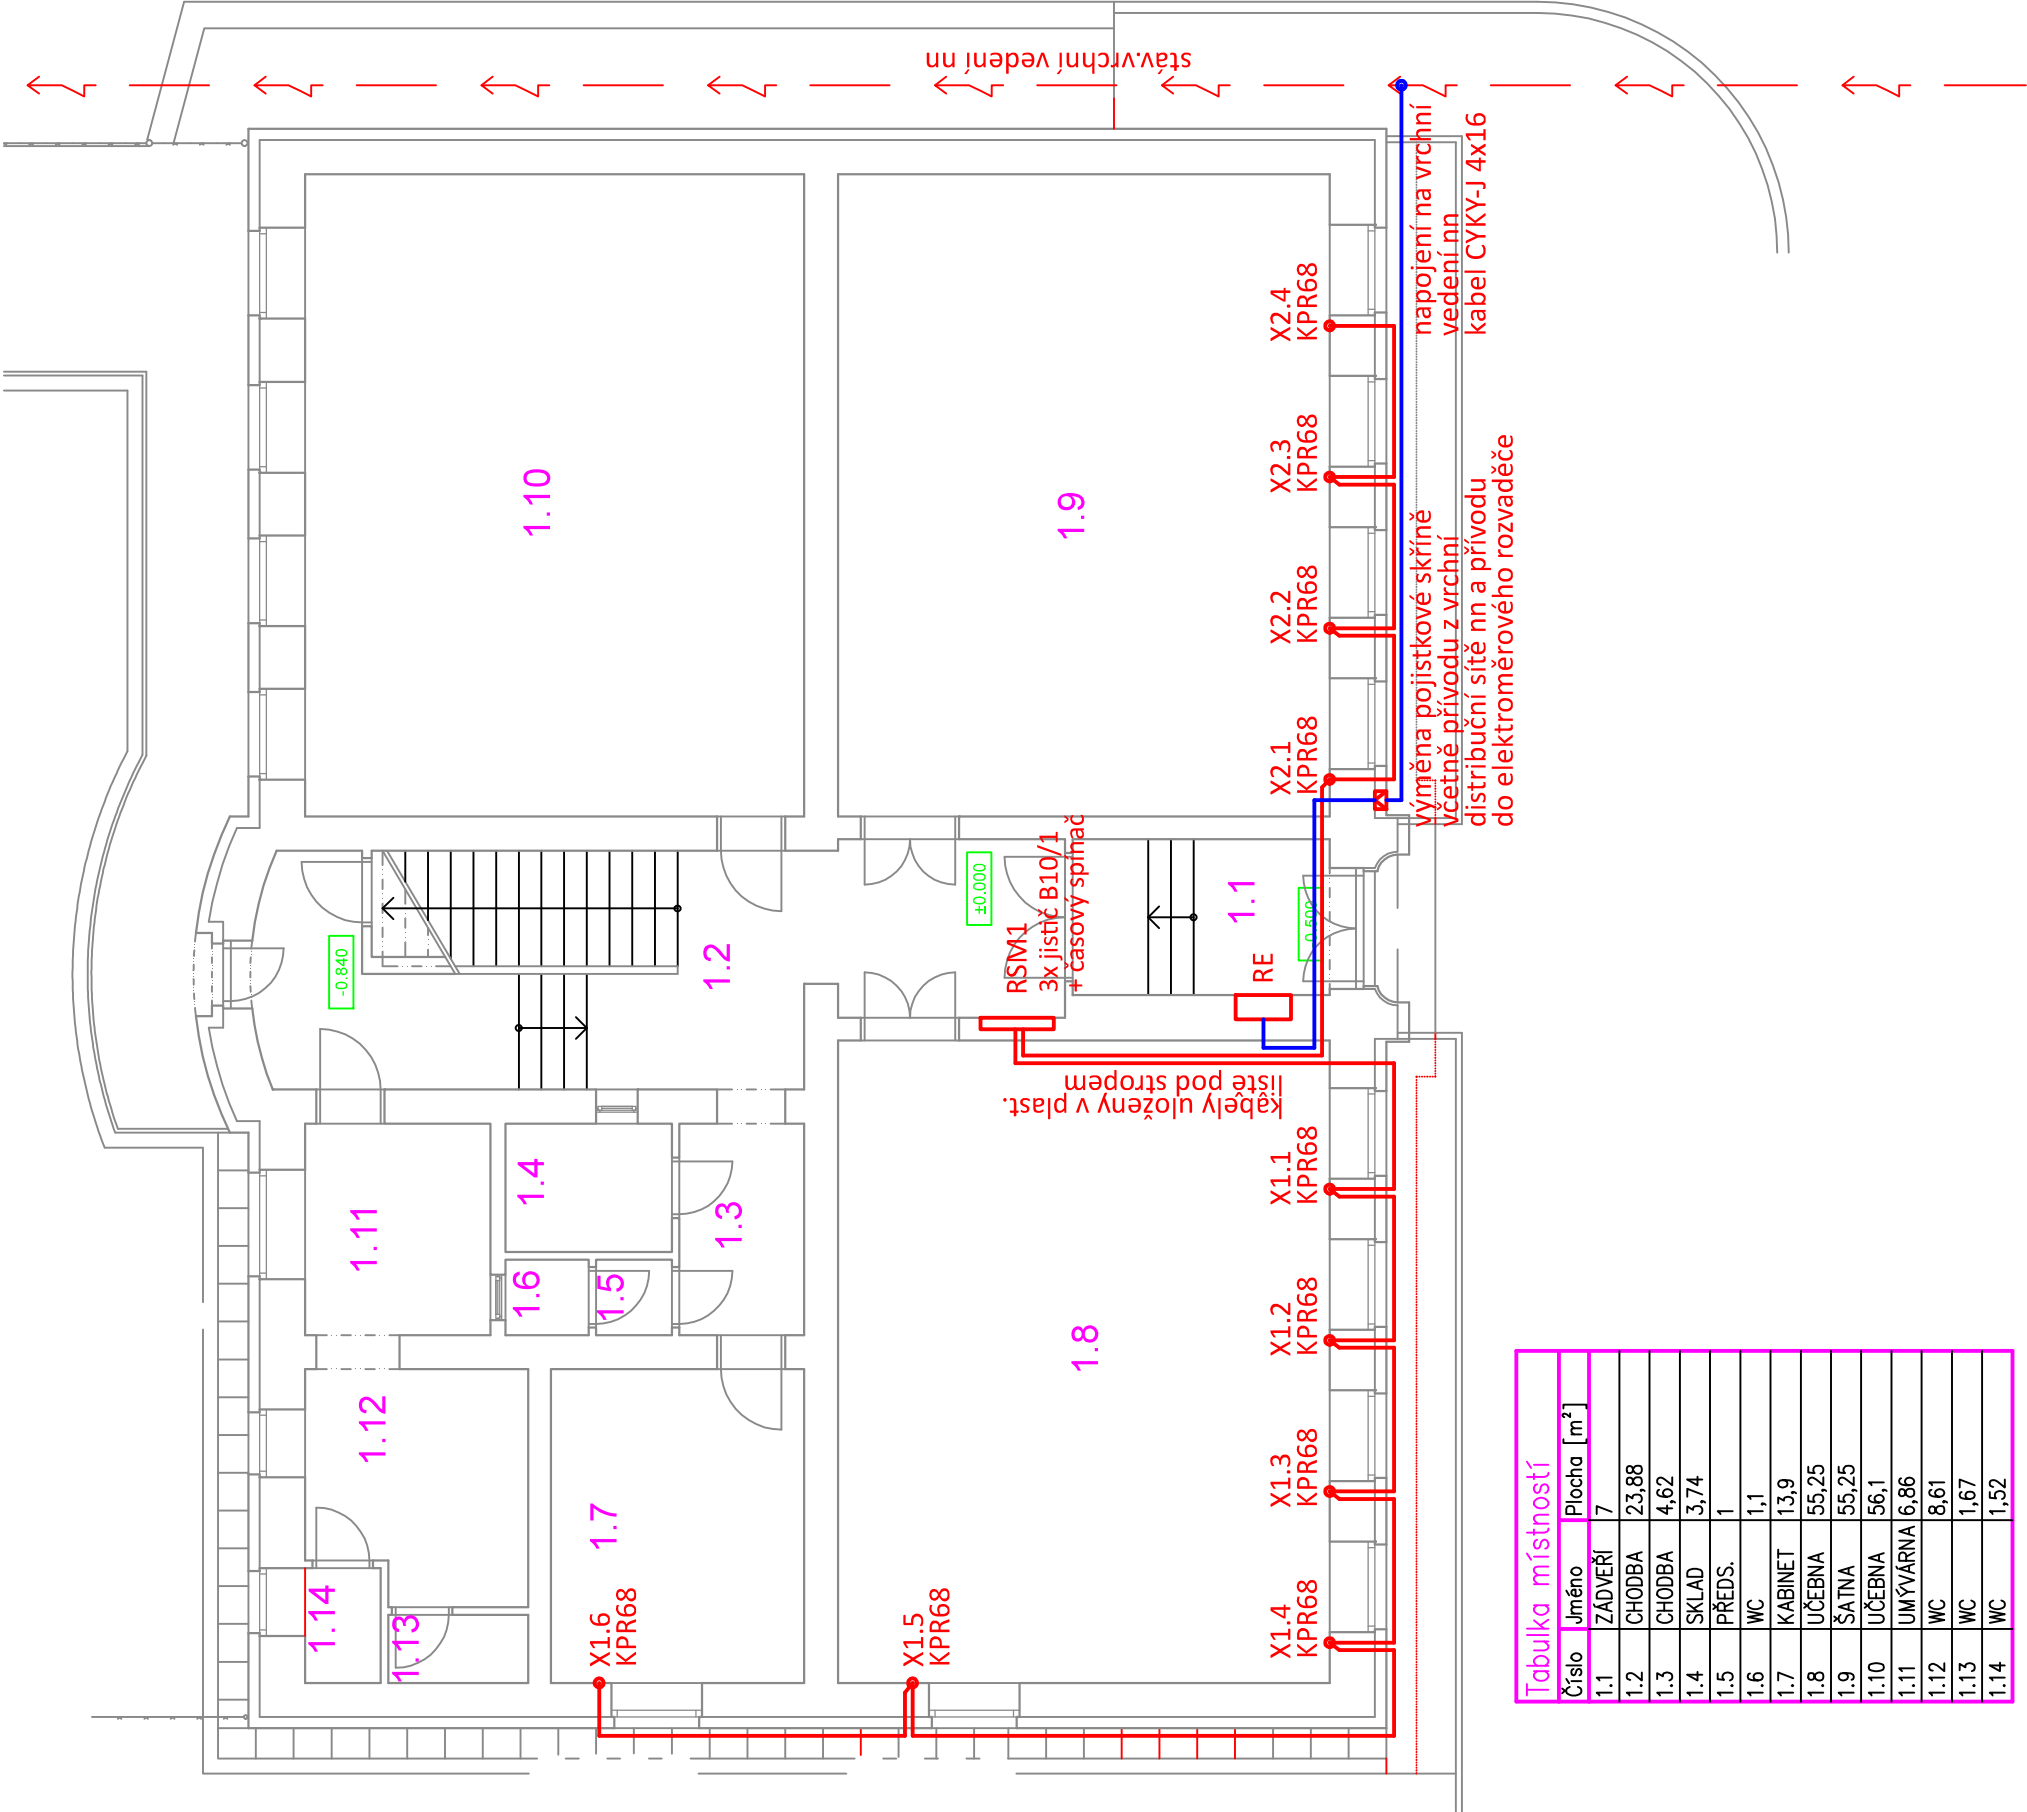 stáv.vrchní vedení nn
napojení na vrchní
vedení nn
kabel CYKY-J 4x16
X2.4
KPR68
X2.3
KPR68
X2.2
KPR68
X2.1
KPR68
výměna pojistkové skříně
včetně přívodu z vrchní
distribuční sítě nn a přívodu
do elektroměrového rozvaděče
1.10
1.9
-0.840
±0.000
1.2
1.1
RSM1
3x jistič B10/1
+ časový spínač
RE
kabely uloženy v plast.
liště pod stropem
1.11
1.4
1.3
1.6
1.5
1.12
1.7
1.8
1.14
1.13
X1.1
KPR68
X1.2
KPR68
X1.3
KPR68
X1.4
KPR68
X1.5
KPR68
X1.6
KPR68
Tabulka místností
Číslo Jméno Plocha [m²]
1.1 ZÁDVEŘÍ 7
1.2 CHODBA 23,88
1.3 CHODBA 4,62
1.4 SKLAD 3,74
1.5 PŘEDS. 1
1.6 WC 1,1
1.7 KABINET 13,9
1.8 UČEBNA 55,25
1.9 ŠATNA 55,25
1.10 UČEBNA 56,1
1.11 UMÝVÁRNA 6,86
1.12 WC 8,61
1.13 WC 1,67
1.14 WC 1,52